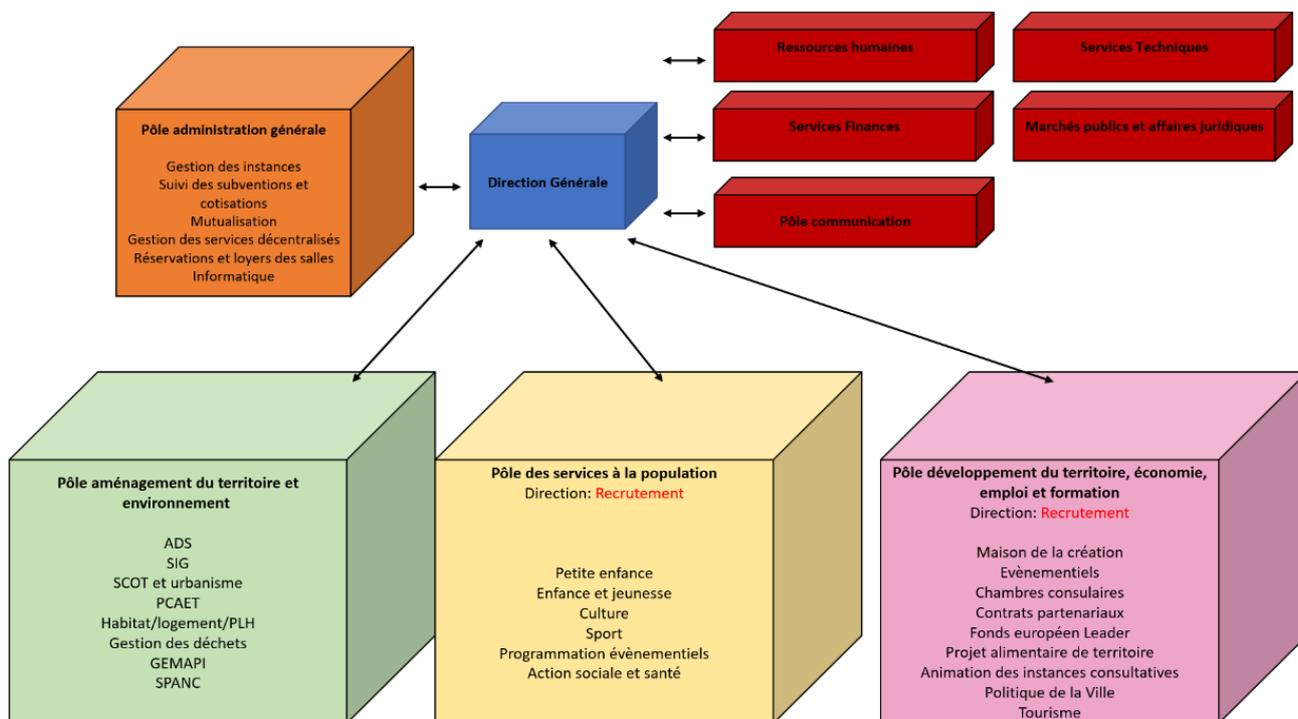 Ressources humaines
Services Techniques
Services Finances
Marchés publics et affaires juridiques
Pôle communication
Pôle administration générale
Gestion des instances
Suivi des subventions et
cotisations
Mutualisation
Gestion des services décentralisés
Réservations et loyers des salles
Informatique
Direction Générale
Pôle aménagement du territoire et
environnement
ADS
SIG
SCOT et urbanisme
PCAET
Habitat/logement/PLH
Gestion des déchets
GEMAPI
SPANC
Pôle des services à la population
Direction: Recrutement
Petite enfance
Enfance et jeunesse
Culture
Sport
Programmation évènementiels
Action sociale et santé
Pôle développement du territoire, économie,
emploi et formation
Direction: Recrutement
Maison de la création
Evènementiels
Chambres consulaires
Contrats partenariaux
Fonds européen Leader
Projet alimentaire de territoire
Animation des instances consultatives
Politique de la Ville
Tourisme